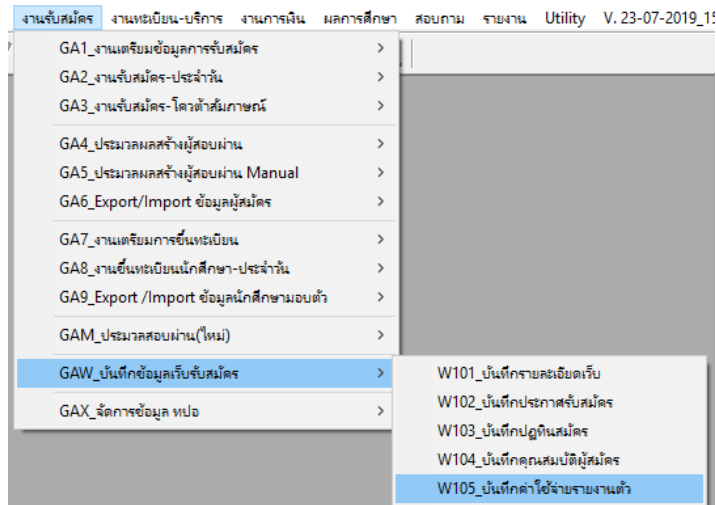 งานรับสมัคร งานทะเบียน-บริการ งานการเงิน ผลการศึกษา สอบถาม รายงาน Utility V. 23-07-2019_15
GA1_งานเตรียมข้อมูลการรับสมัคร
GA2_งานรับสมัคร-ประจำวัน
GA3_งานรับสมัคร-โควต้าสัมภาษณ์
GA4_ประมวลผลสร้างผู้สอบผ่าน
GA5_ประมวลผลสร้างผู้สอบผ่าน Manual
GA6_Export/Import ข้อมูลผู้สมัคร
GA7_งานเตรียมการขึ้นทะเบียน
GA8_งานขึ้นทะเบียนนักศึกษา-ประจำวัน
GA9_Export /Import ข้อมูลนักศึกษามอบตัว
GAM_ประมวลสอบผ่าน(ใหม่)
GAW_บันทึกข้อมูลเว็บรับสมัคร
GAX_จัดการข้อมูล ทปอ
W101_บันทึกรายละเอียดเว็บ
W102_บันทึกประกาศรับสมัคร
W103_บันทึกปฎทินสมัคร
W104_บันทึกคุณสมบัติผู้สมัคร
W105_บันทึกค่าใช้จ่ายรายงานตัว